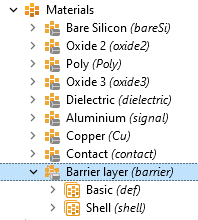 Materials
Bare Silicon (bareSi)
Oxide 2 (oxide2)
Poly (Poly)
Oxide 3 (oxide3)
Dielectric (dielectric)
Aluminium (signal)
Copper (Cu)
Contact (contact)
Barrier layer (barrier)
Basic (def)
Shell (shell)